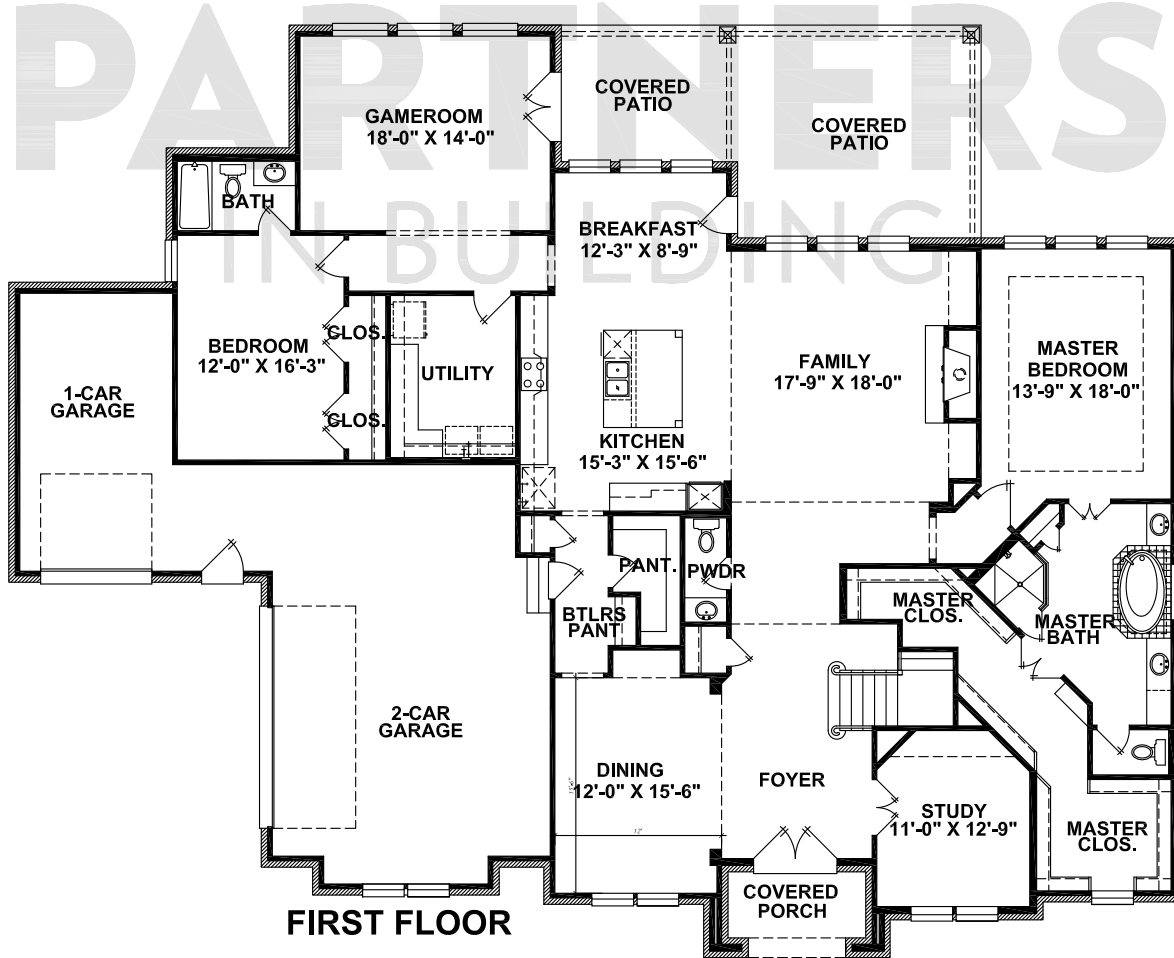 PARTNERS
IN BUILDING
COVERED
PATIO
GAMEROOM
18'-0" X 14'-0"
COVERED
PATIO
BATH
BREAKFAST
12'-3" X 8'-9"
CLOS.
BEDROOM
12'-0" X 16'-3"
UTILITY
FAMILY
17'-9" X 18'-0"
MASTER
BEDROOM
13'-9" X 18'-0"
1-CAR
GARAGE
CLOS.
KITCHEN
15'-3" X 15'-6"
PANT.
PWDR
BTLRS
PANT
MASTER
CLOS.
MASTER
BATH
2-CAR
GARAGE
DINING
12'-0" X 15'-6"
15'-6"
12'
FOYER
STUDY
11'-0" X 12'-9"
MASTER
CLOS.
COVERED
PORCH
FIRST FLOOR